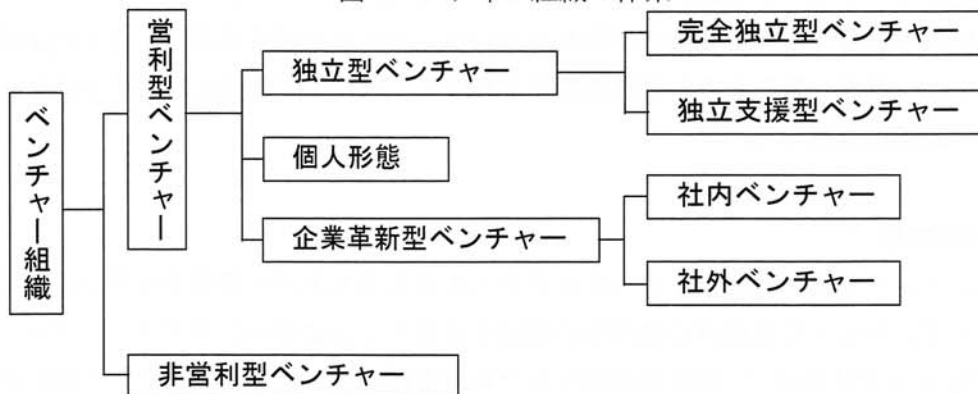 ベンチャー組織
営利型ベンチャー
独立型ベンチャー
完全独立型ベンチャー
独立支援型ベンチャー
個人形態
企業革新型ベンチャー
社内ベンチャー
社外ベンチャー
非営利型ベンチャー